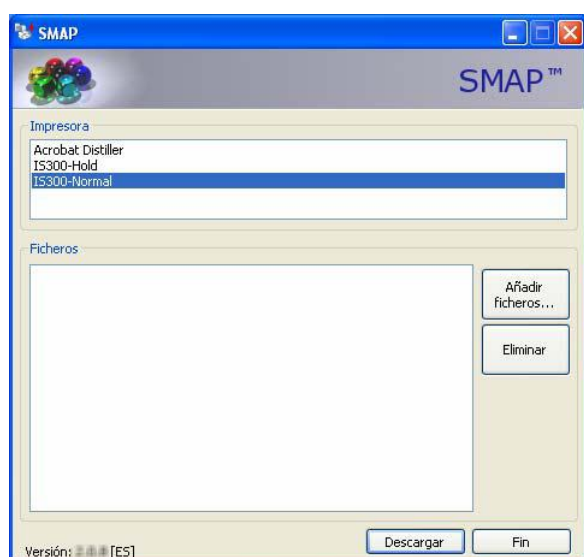 SMAP
SMAP™
Impresora
Acrobat Distiller
IS300-Hold
IS300-Normal
Ficheros
Añadir
ficheros...
Eliminar
Descargar
Fin
Versión: [ES]